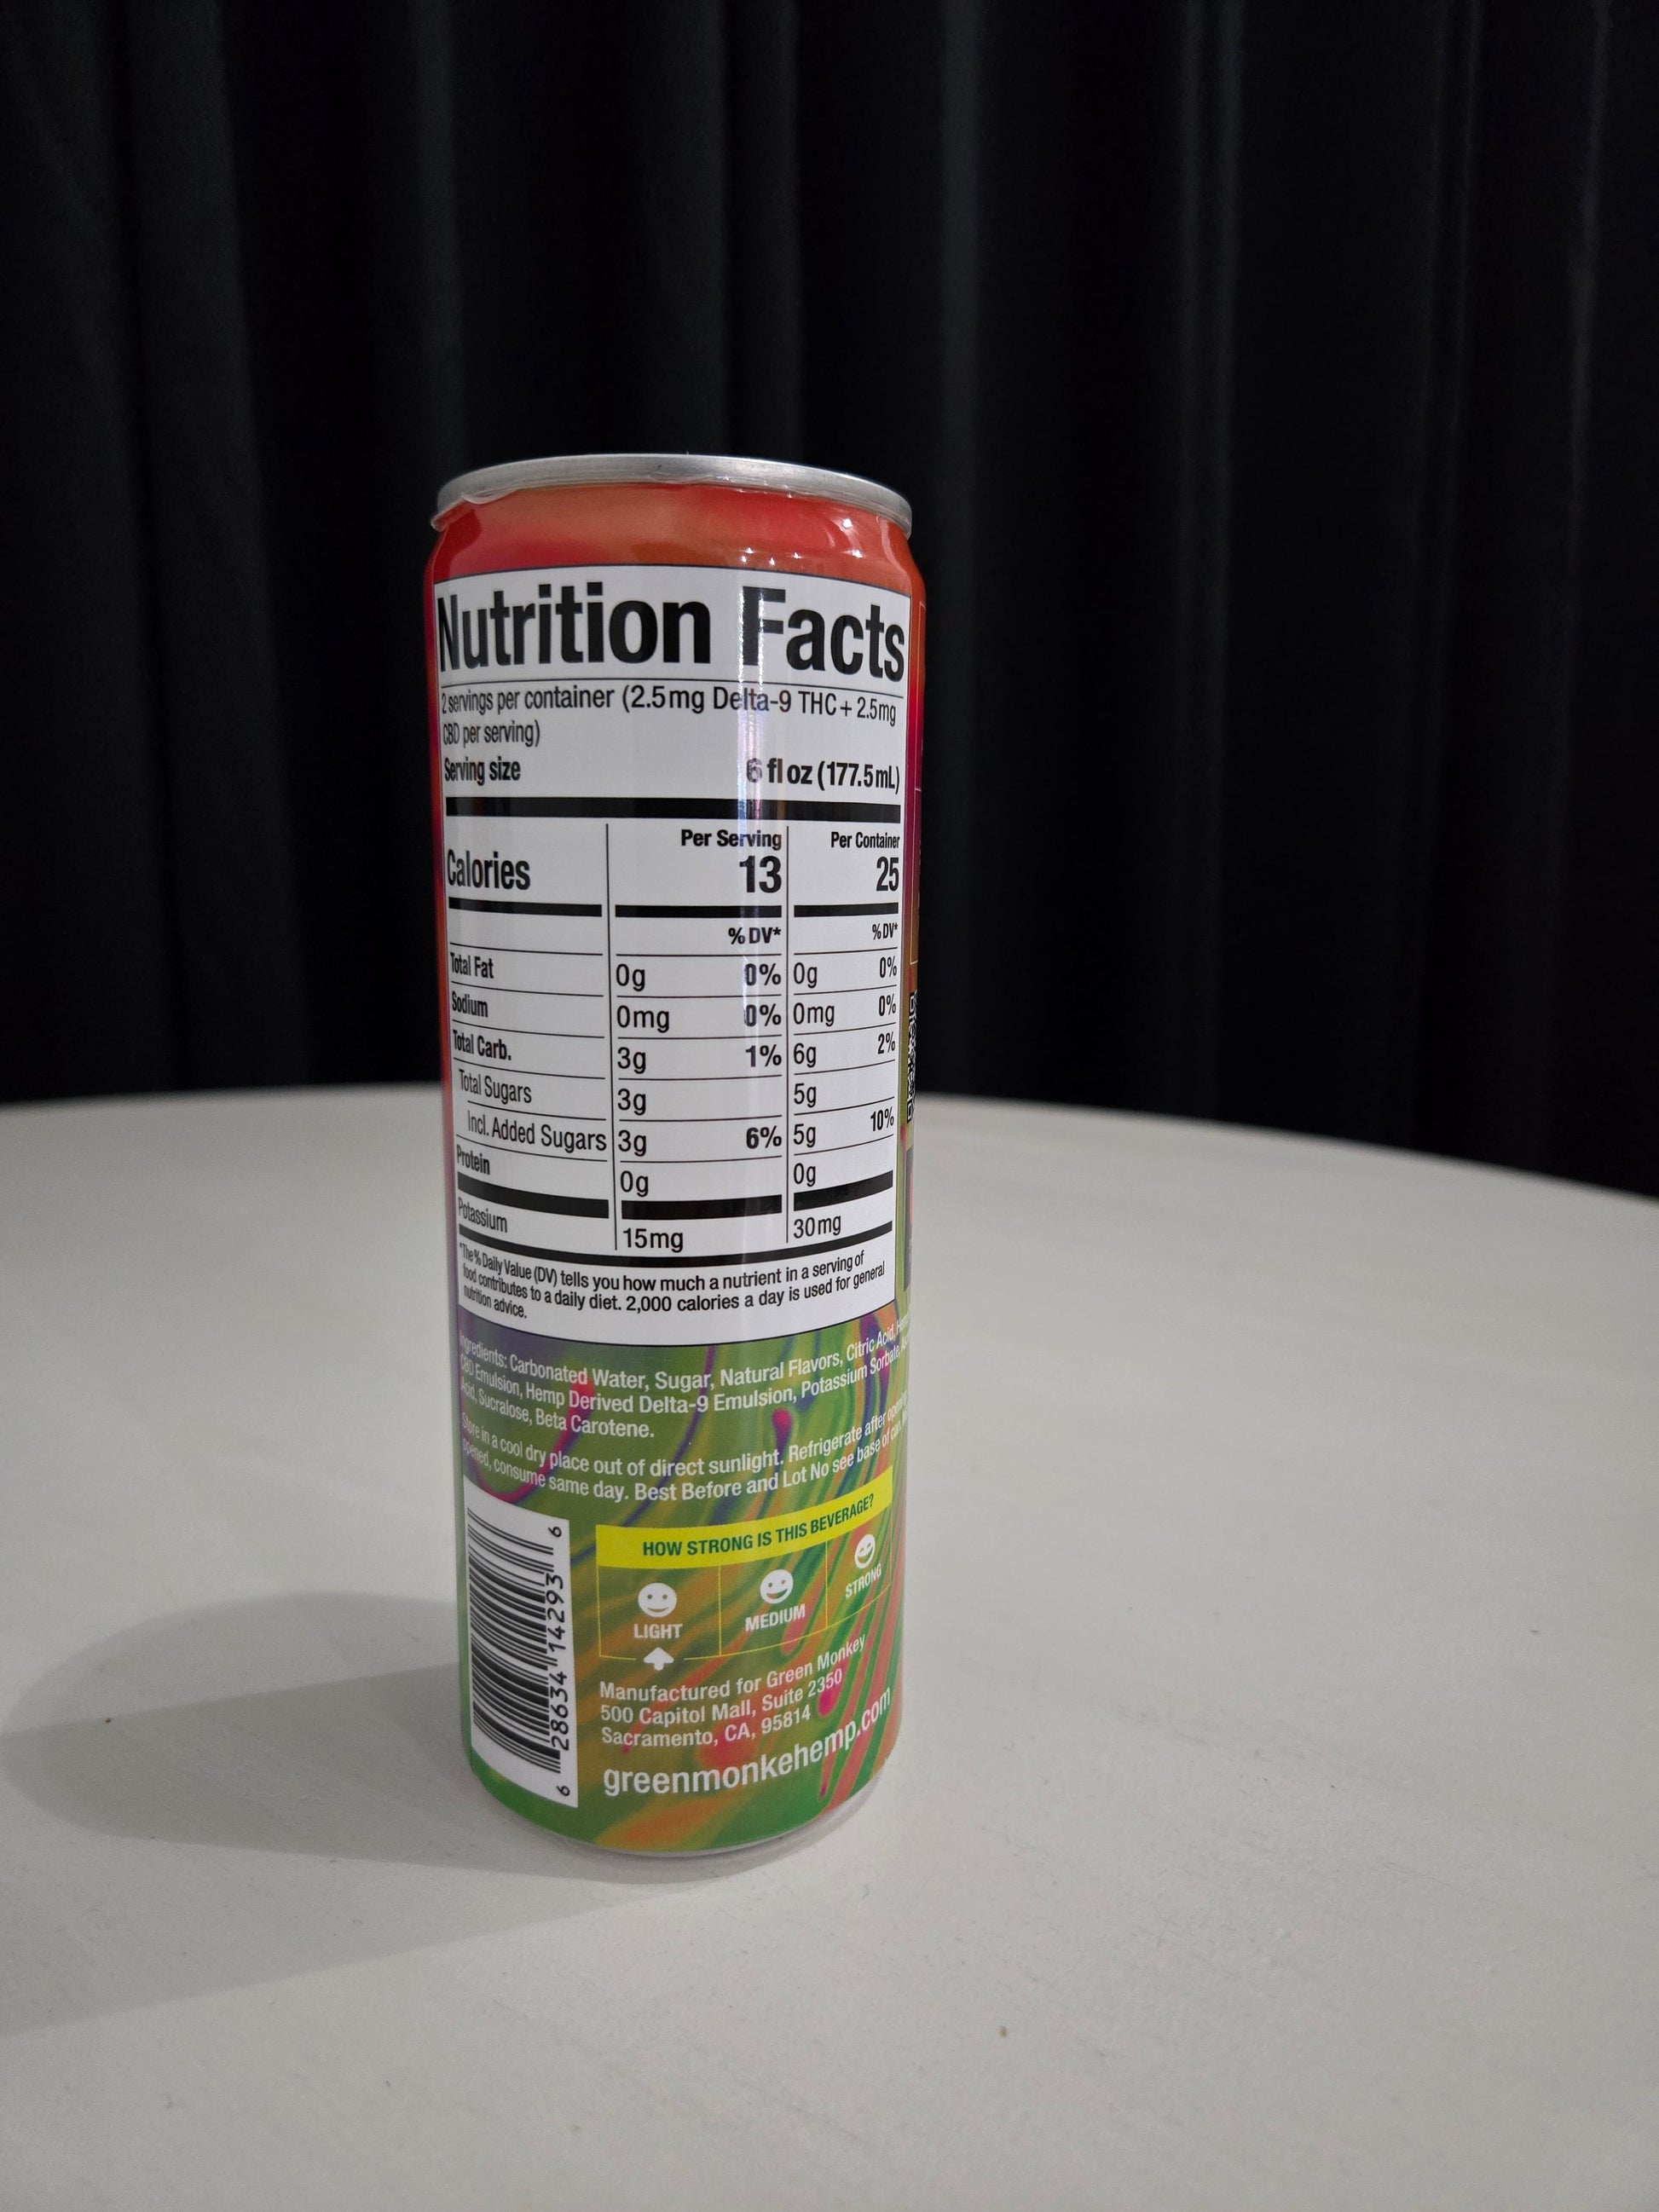 Nutrition Facts
2 servings per container (2.5mg Delta-9 THC + 2.5mg
CBD per serving)
Serving size 6 fl oz (177.5 mL)
Per Serving Per Container
Calories 13 25
% DV* % DV*
Total Fat 0g 0% 0g 0%
Sodium 0mg 0% 0mg 0%
Total Carb. 3g 1% 6g 2%
Total Sugars 3g 5g
Incl. Added Sugars 3g 6% 5g 10%
Protein 0g 0g
Potassium 15mg 30mg
*The % Daily Value (DV) tells you how much a nutrient in a serving of
food contributes to a daily diet. 2,000 calories a day is used for general
nutrition advice.
Ingredients: Carbonated Water, Sugar, Natural Flavors, Citric Acid,
CBD Emulsion, Hemp Derived Delta-9 Emulsion, Potassium Sorbate,
Acid, Sucralose, Beta Carotene.
Store in a cool dry place out of direct sunlight. Refrigerate after
opened, consume same day. Best Before and Lot No see base of can.
HOW STRONG IS THIS BEVERAGE?
LIGHT MEDIUM STRONG
Manufactured for Green Monkey
500 Capitol Mall, Suite 2350
Sacramento, CA, 95814
greenmonkehemp.com
6 28634 14293 6